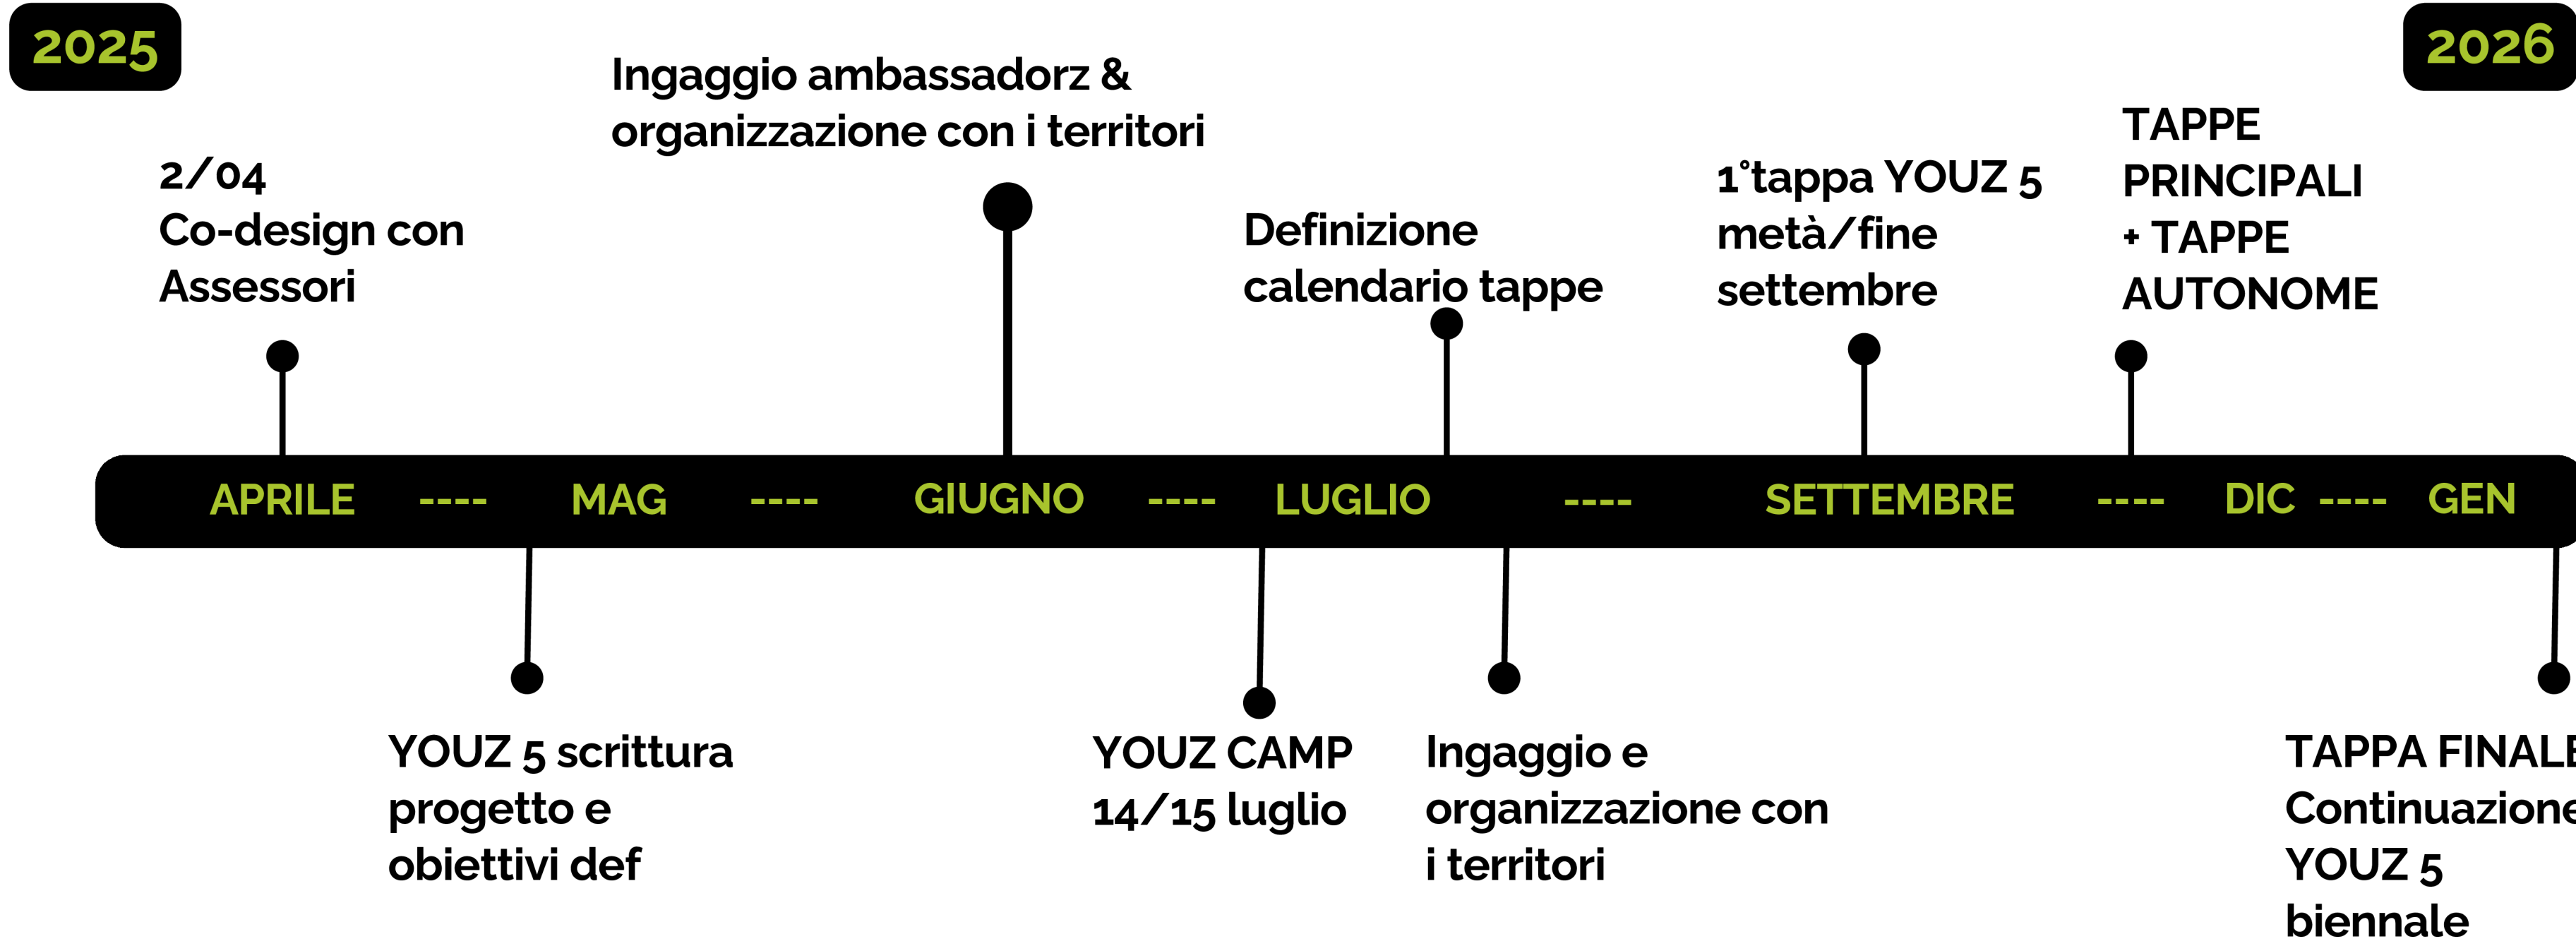 2025
2026
Ingaggio ambassadorz &
organizzazione con i territori
2/04
Co-design con
Assessori
Definizione
calendario tappe
1°tappa YOUZ 5
metà/fine
settembre
TAPPE
PRINCIPALI
+ TAPPE
AUTONOME
APRILE ---- MAG ---- GIUGNO ---- LUGLIO ---- SETTEMBRE ---- DIC ---- GEN
YOUZ 5 scrittura
progetto e
obiettivi def
YOUZ CAMP
14/15 luglio
Ingaggio e
organizzazione con
i territori
TAPPA FINALE
Continuazione
YOUZ 5
biennale